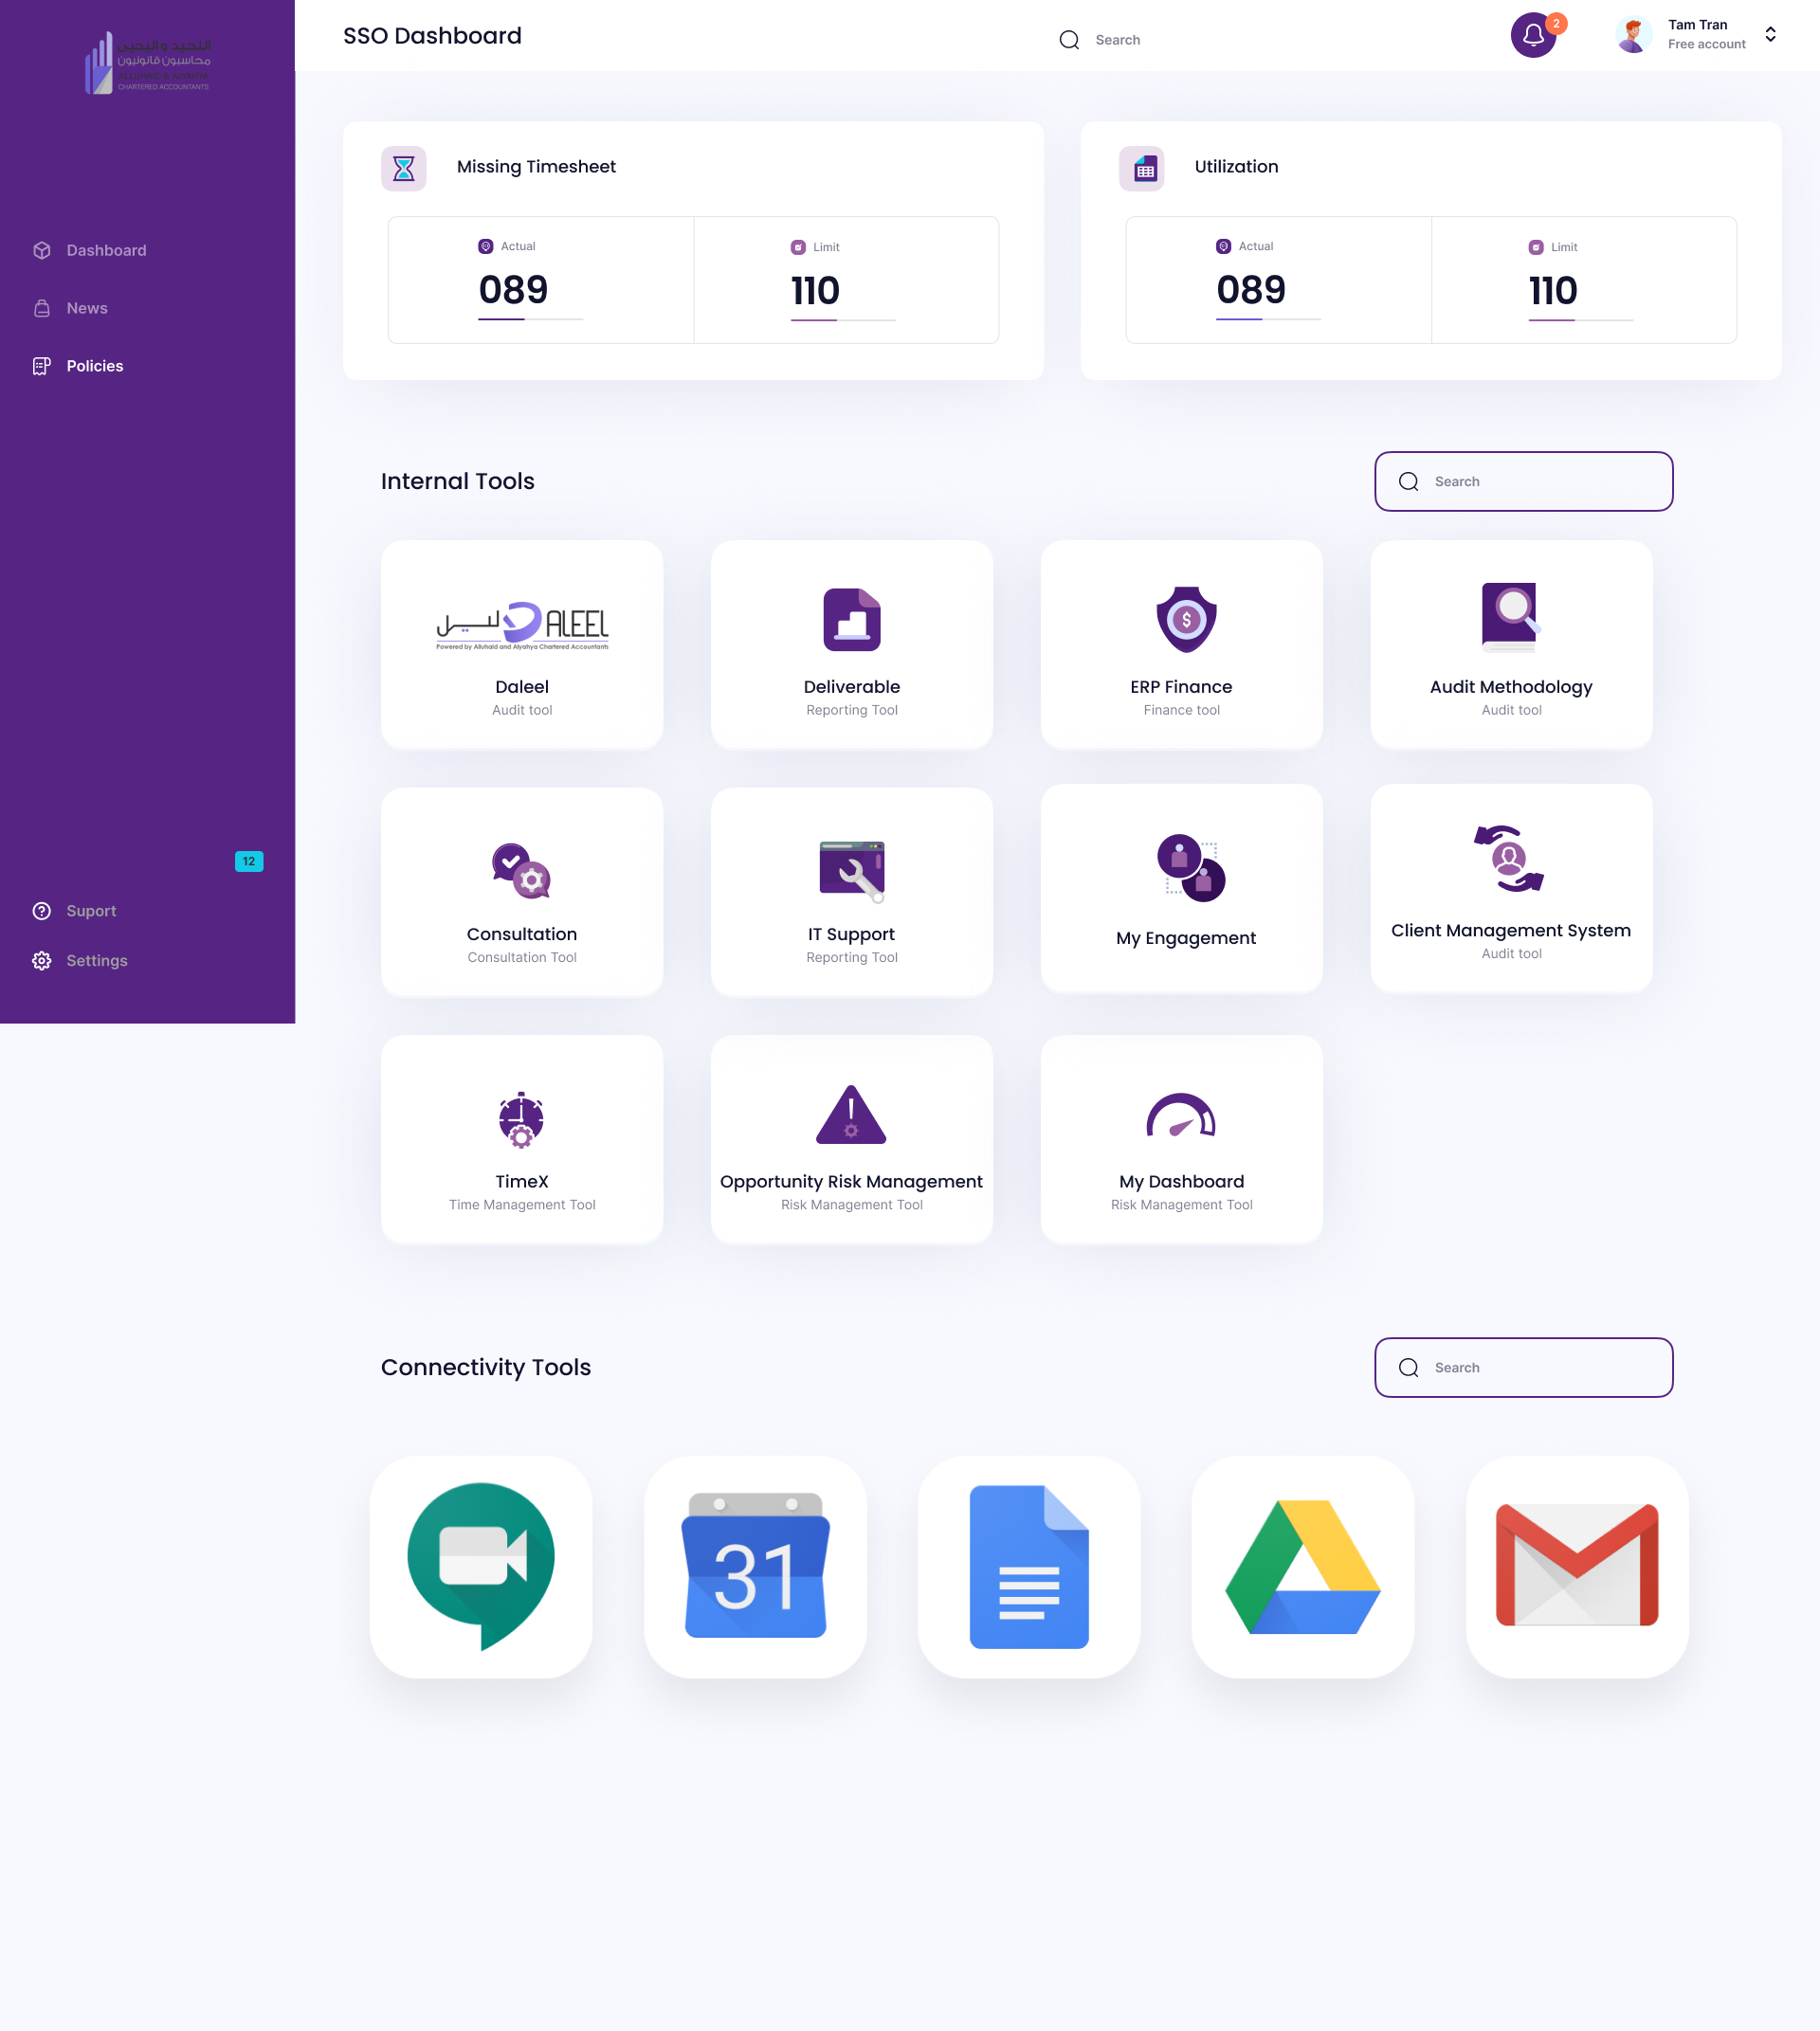 اللحيد و اليحيى
محاسبون قانونيون
ALLUHAID & ALYAHYA
CHARTERED ACCOUNTANTS
Dashboard
News
Policies
12
Suport
Settings
SSO Dashboard
Search
2
Tam Tran
Free account
Missing Timesheet
Actual
089
Limit
110
Utilization
Actual
089
Limit
110
Internal Tools
Search
دليـــل DALEEL
Powered by Alluhaid and Alyahya Chartered Accountants
Daleel
Audit tool
Deliverable
Reporting Tool
$
ERP Finance
Finance tool
Audit Methodology
Audit tool
Consultation
Consultation Tool
IT Support
Reporting Tool
My Engagement
Client Management System
Audit tool
TimeX
Time Management Tool
!
Opportunity Risk Management
Risk Management Tool
My Dashboard
Risk Management Tool
Connectivity Tools
Search
31